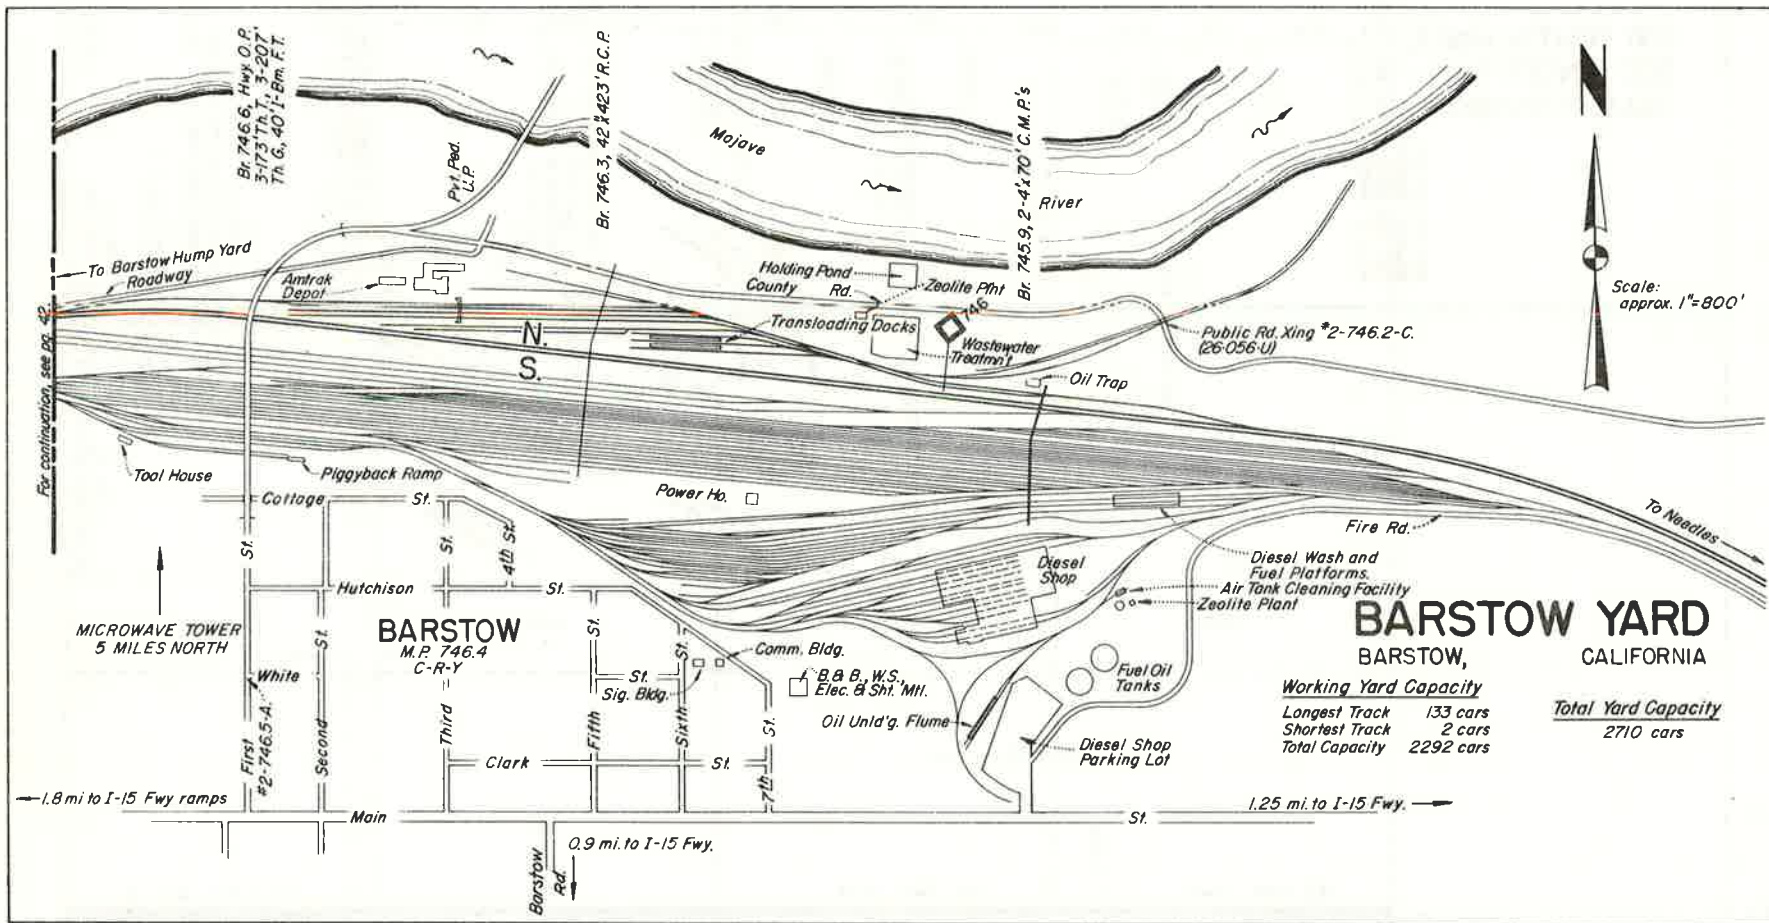 Br. 746.6, Hwy. O.P.
3-173' Th. T., 3-207'
Th. G., 40' I-Bm. F.T.
Pvt. Ped.
U.P.
Br. 746.3, 42"x423' R.C.P.
Mojave
River
Br. 745.9, 2-4'x70' C.M.P.'s
N
Scale:
approx. 1"=800'
For continuation, see pg. 42
To Barstow Hump Yard
Roadway
Amtrak
Depot
Holding Pond
County
Rd.
Zeolite Plnt
746
Transloading Docks
Wastewater
Treatmn't
Public Rd. Xing #2-746.2-C.
(26-056-U)
Oil Trap
N.
S.
Tool House
Piggyback Ramp
Power Ho.
Cottage St.
St.
St.
St.
4th St.
Hutchison St.
Fire Rd.
To Needles
Diesel
Shop
Diesel Wash and
Fuel Platforms.
Air Tank Cleaning Facility
Zeolite Plant
MICROWAVE TOWER
5 MILES NORTH
BARSTOW
M.P. 746.4
C-R-Y
White
St.
First
#2-746.5-A.
Second
St.
Third
Fifth
St.
Sixth
St.
7th
St.
Comm. Bldg.
Sig. Bldg.
B. & B., W.S.,
Elec. & Sht. Mtl.
Oil Unld'g. Flume
Fuel Oil
Tanks
Diesel Shop
Parking Lot
Clark St.
BARSTOW YARD
BARSTOW, CALIFORNIA
Working Yard Capacity
Longest Track 133 cars
Shortest Track 2 cars
Total Capacity 2292 cars
Total Yard Capacity
2710 cars
1.8 mi to I-15 Fwy ramps
Main St.
1.25 mi. to I-15 Fwy.
0.9 mi. to I-15 Fwy.
Barstow
Rd.